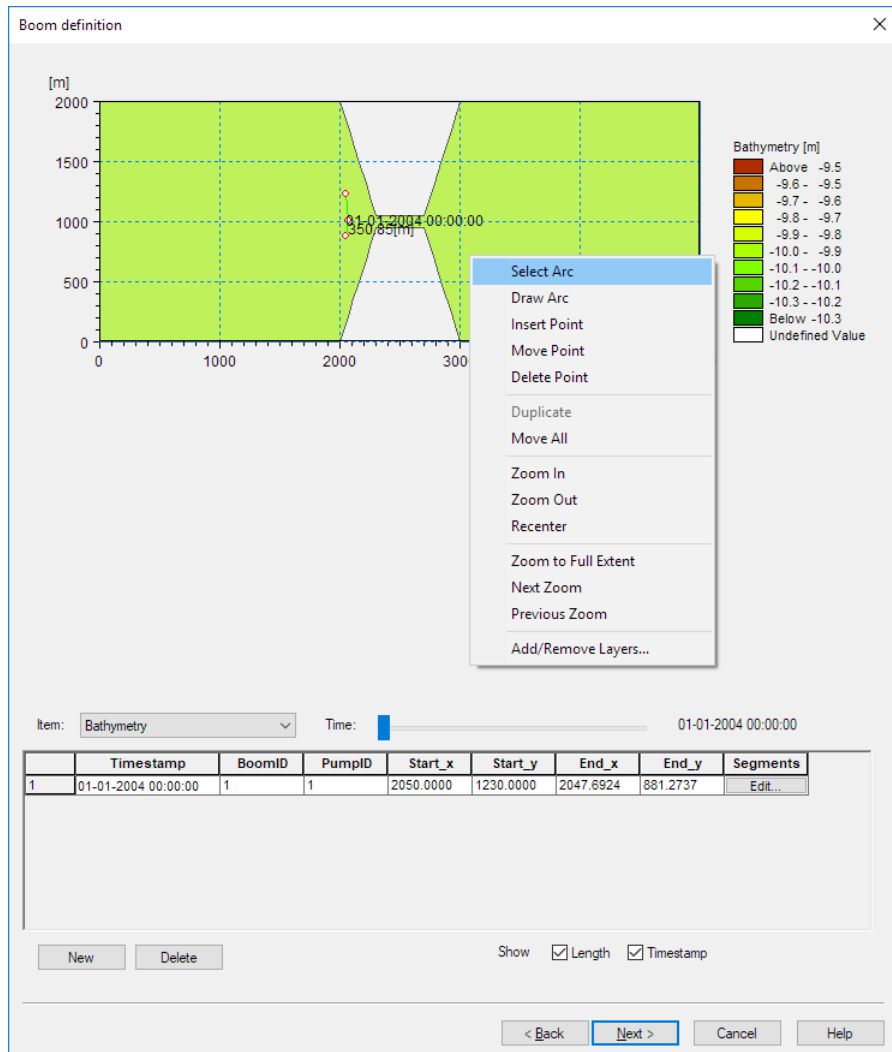 Boom definition
[m]
2000
1500
1000
500
0
0 1000 2000 300
01-01-2004 00:00:00
350.85[m]
Bathymetry [m]
Above -9.5
-9.6 - -9.5
-9.7 - -9.6
-9.8 - -9.7
-9.9 - -9.8
-10.0 - -9.9
-10.1 - -10.0
-10.2 - -10.1
-10.3 - -10.2
Below -10.3
Undefined Value
Select Arc
Draw Arc
Insert Point
Move Point
Delete Point
Duplicate
Move All
Zoom In
Zoom Out
Recenter
Zoom to Full Extent
Next Zoom
Previous Zoom
Add/Remove Layers...
Item: Bathymetry Time: 01-01-2004 00:00:00
Timestamp BoomID PumpID Start_x Start_y End_x End_y Segments
1 01-01-2004 00:00:00 1 1 2050.0000 1230.0000 2047.6924 881.2737 Edit...
New Delete Show Length Timestamp
< Back Next > Cancel Help